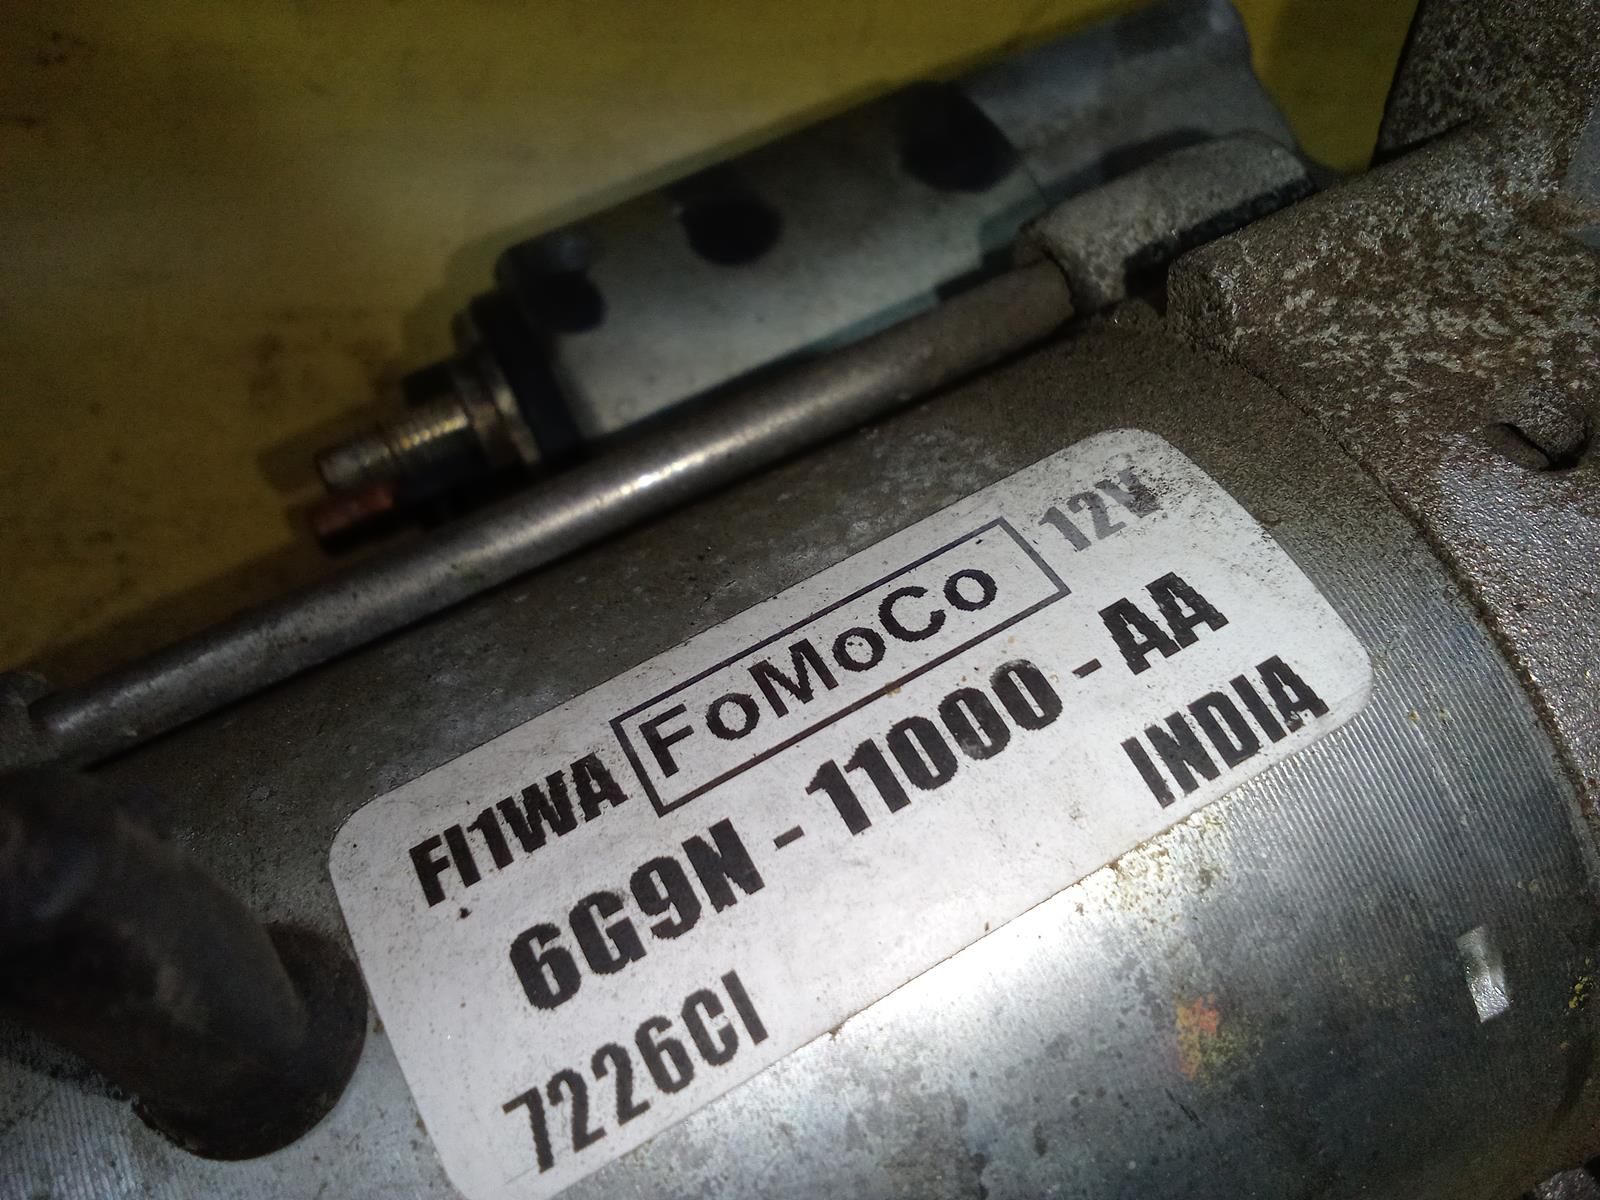 FI1WA FoMoCo 12V
6G9N-11000-AA
INDIA
7226CI